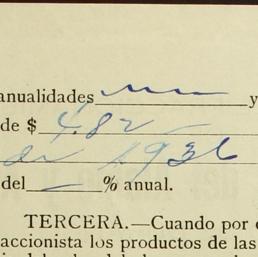 anualidades y
de $ 4.82 —
de 1936
del — % anual.
TERCERA.—Cuando por
accionista los productos de las